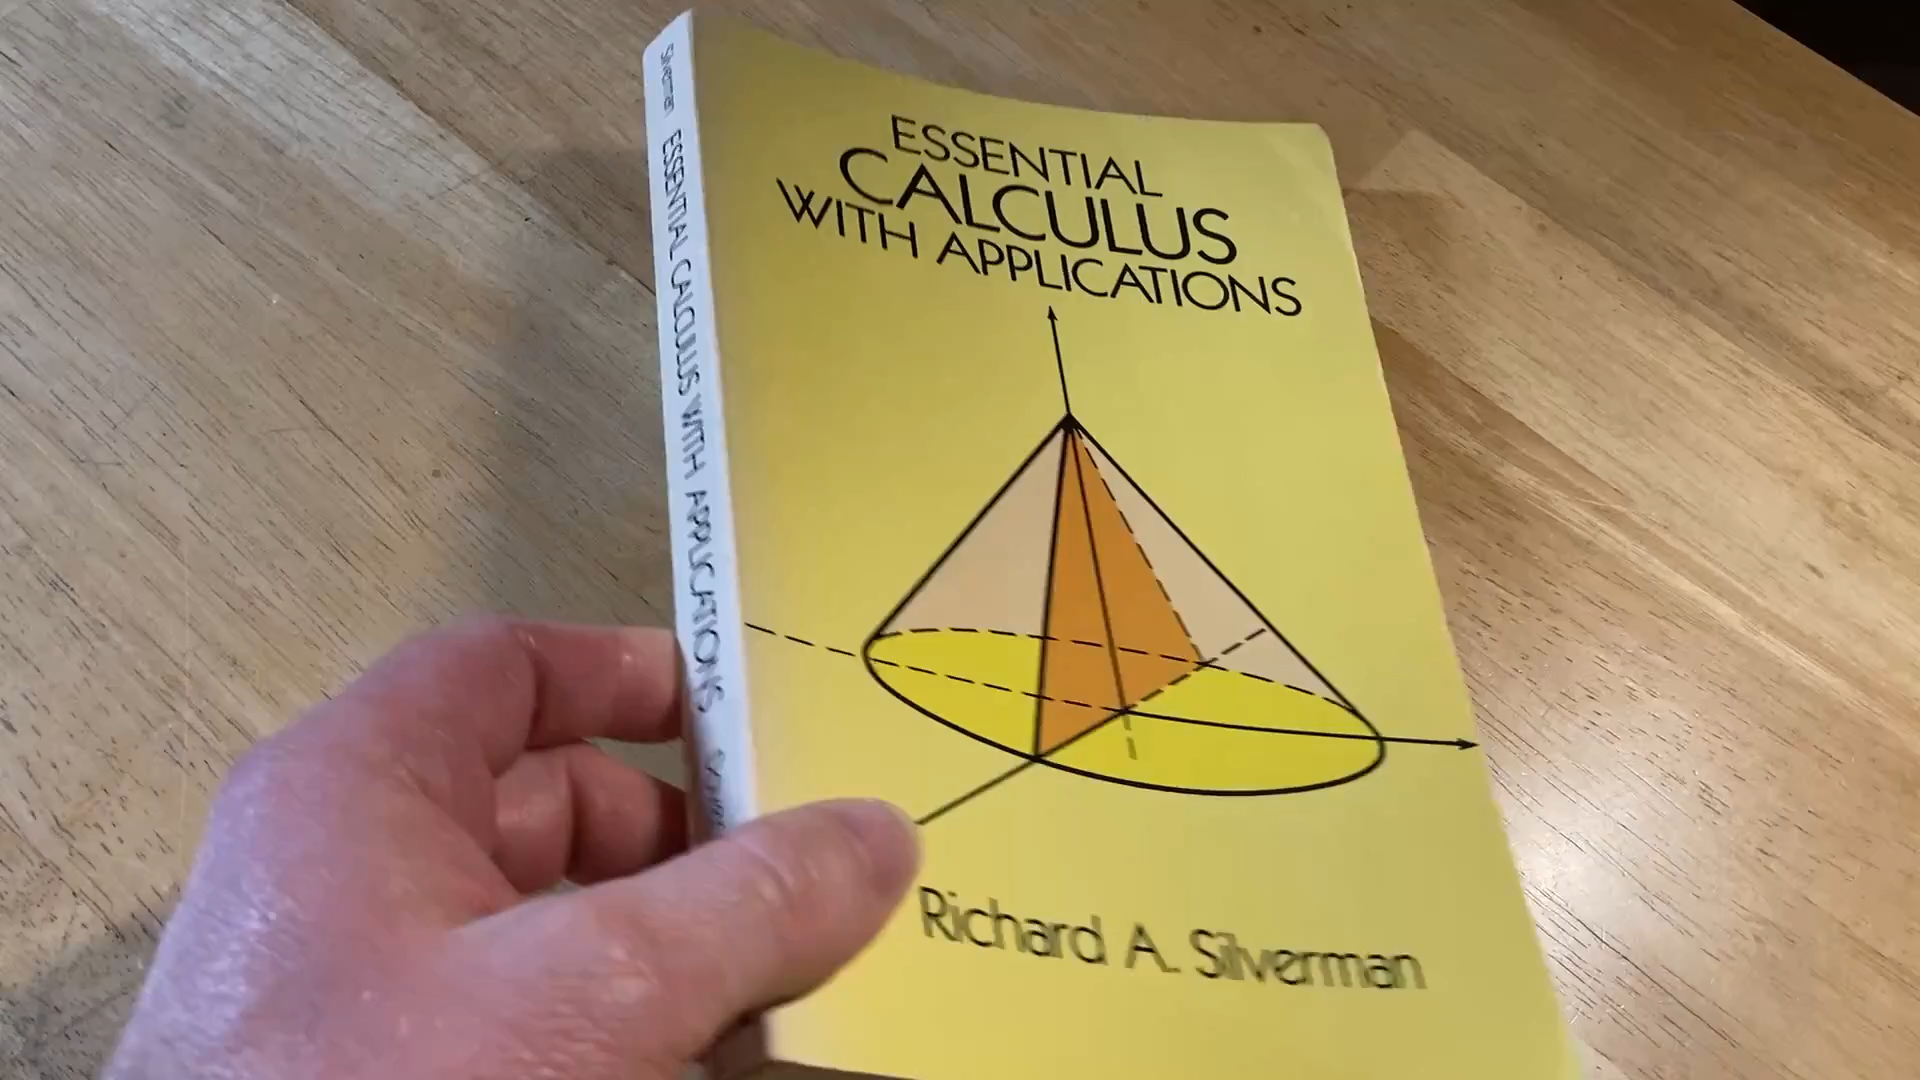 Silverman ESSENTIAL CALCULUS WITH APPLICATIONS
ESSENTIAL
CALCULUS
WITH APPLICATIONS
Richard A. Silverman